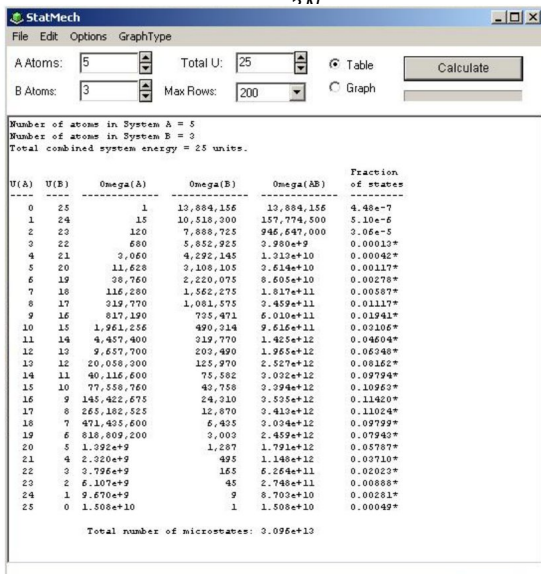 StatMech
File Edit Options GraphType
A Atoms: 5 Total U: 25 Table Calculate
B Atoms: 3 Max Rows: 200 Graph
Number of atoms in System A = 5
Number of atoms in System B = 3
Total combined system energy = 25 units.
Fraction
U(A) U(B) Omega(A) Omega(B) Omega(AB) of states
0 25 1 13,884,156 13,884,156 4.48e-7
1 24 15 10,518,300 157,774,500 5.10e-6
2 23 120 7,888,725 946,647,000 3.06e-5
3 22 680 5,852,925 3.980e+9 0.00013*
4 21 3,060 4,292,145 1.313e+10 0.00042*
5 20 11,628 3,108,105 3.614e+10 0.00117*
6 19 38,760 2,220,075 8.605e+10 0.00278*
7 18 116,280 1,562,275 1.817e+11 0.00587*
8 17 319,770 1,081,575 3.459e+11 0.01117*
9 16 817,190 735,471 6.010e+11 0.01941*
10 15 1,961,256 490,314 9.616e+11 0.03106*
11 14 4,457,400 319,770 1.425e+12 0.04604*
12 13 9,657,700 203,490 1.965e+12 0.06348*
13 12 20,058,300 125,970 2.527e+12 0.08162*
14 11 40,116,600 75,582 3.032e+12 0.09794*
15 10 77,558,760 43,758 3.394e+12 0.10963*
16 9 145,422,675 24,310 3.535e+12 0.11420*
17 8 265,182,525 12,870 3.413e+12 0.11024*
18 7 471,435,600 6,435 3.034e+12 0.09799*
19 6 818,809,200 3,003 2.459e+12 0.07943*
20 5 1.392e+9 1,287 1.791e+12 0.05787*
21 4 2.320e+9 495 1.148e+12 0.03710*
22 3 3.796e+9 165 6.264e+11 0.02023*
23 2 6.107e+9 45 2.748e+11 0.00888*
24 1 9.670e+9 9 8.703e+10 0.00281*
25 0 1.508e+10 1 1.508e+10 0.00049*
Total number of microstates: 3.096e+13